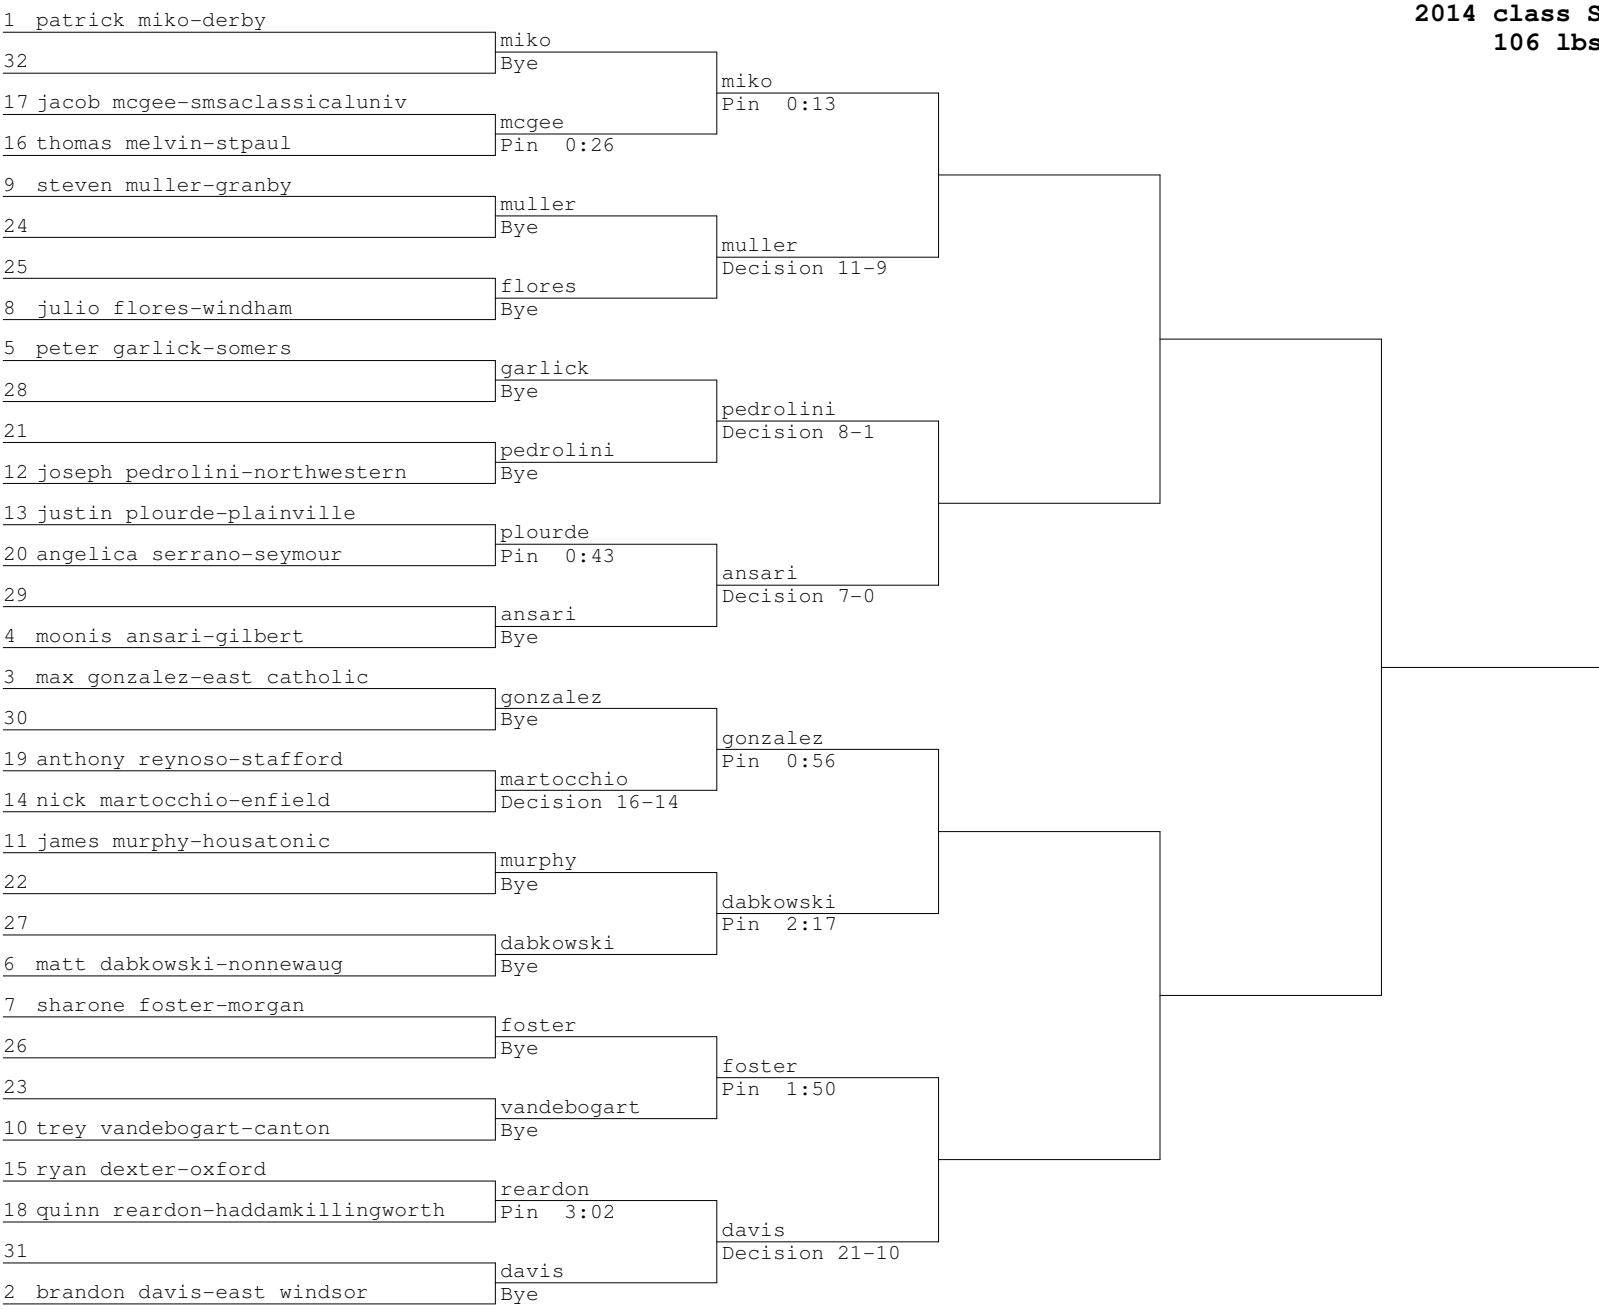 2014 class S
106 lbs
1 patrick miko-derby
32
17 jacob mcgee-smsaclassicaluniv
16 thomas melvin-stpaul
9 steven muller-granby
24
25
8 julio flores-windham
5 peter garlick-somers
28
21
12 joseph pedrolini-northwestern
13 justin plourde-plainville
20 angelica serrano-seymour
29
4 moonis ansari-gilbert
3 max gonzalez-east catholic
30
19 anthony reynoso-stafford
14 nick martocchio-enfield
11 james murphy-housatonic
22
27
6 matt dabkowski-nonnewaug
7 sharone foster-morgan
26
23
10 trey vandebogart-canton
15 ryan dexter-oxford
18 quinn reardon-haddamkillingworth
31
2 brandon davis-east windsor
miko
Bye
mcgee
Pin 0:26
muller
Bye
flores
Bye
garlick
Bye
pedrolini
Bye
plourde
Pin 0:43
ansari
Bye
gonzalez
Bye
martocchio
Decision 16-14
murphy
Bye
dabkowski
Bye
foster
Bye
vandebogart
Bye
reardon
Pin 3:02
davis
Bye
miko
Pin 0:13
muller
Decision 11-9
pedrolini
Decision 8-1
ansari
Decision 7-0
gonzalez
Pin 0:56
dabkowski
Pin 2:17
foster
Pin 1:50
davis
Decision 21-10